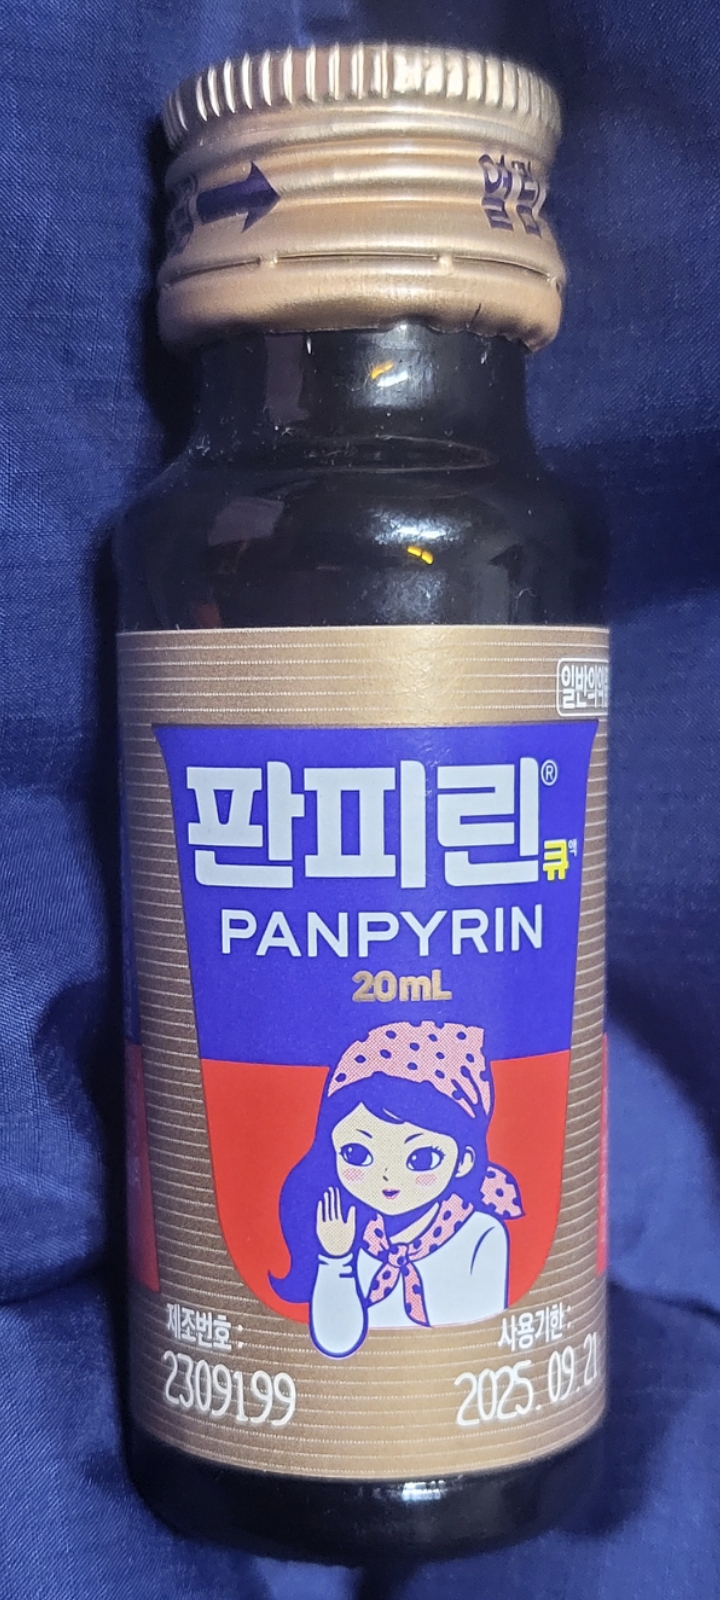 열림
일반의약품
판피린®
큐액
PANPYRIN
20mL
제조번호 :
사용기한 :
2309199
2025. 09. 21